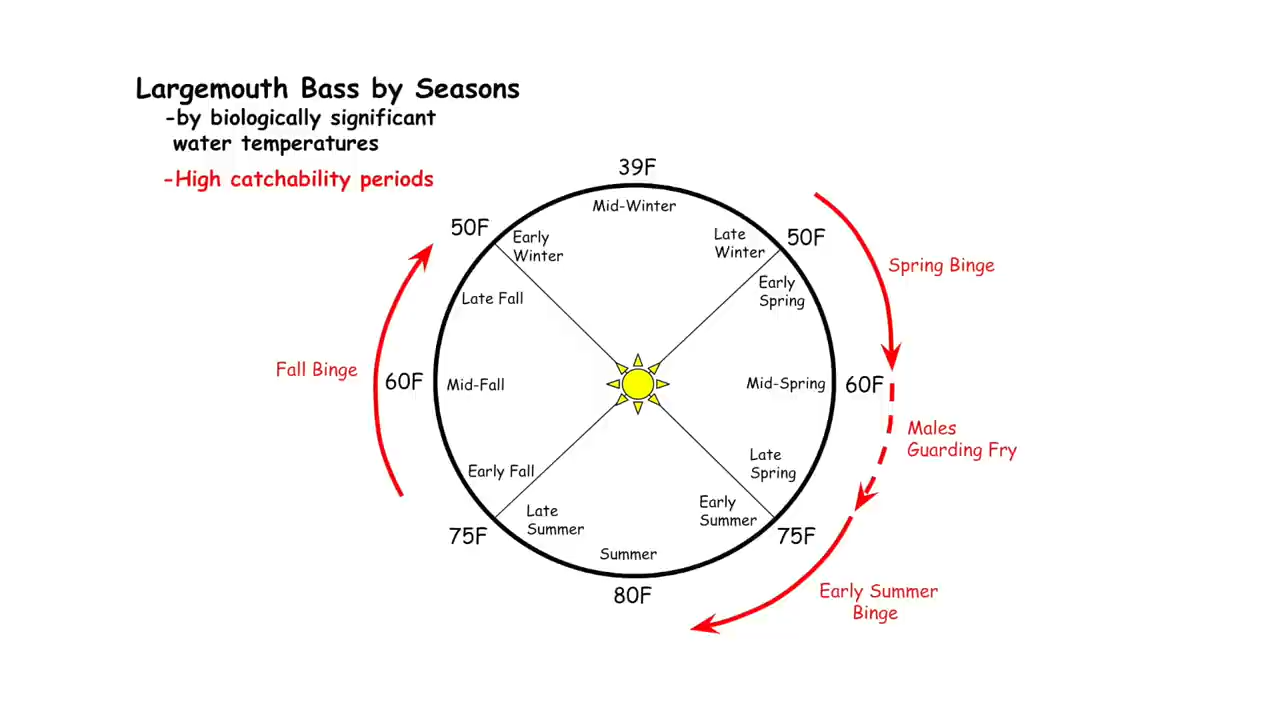 Largemouth Bass by Seasons
-by biologically significant
water temperatures
-High catchability periods
39F
Mid-Winter
50F
Early
Winter
Late
Winter
50F
Late Fall
Early
Spring
Spring Binge
Fall Binge
60F
Mid-Fall
Mid-Spring
60F
Males
Guarding Fry
Early Fall
Late
Spring
Late
Summer
Early
Summer
75F
75F
Summer
80F
Early Summer
Binge